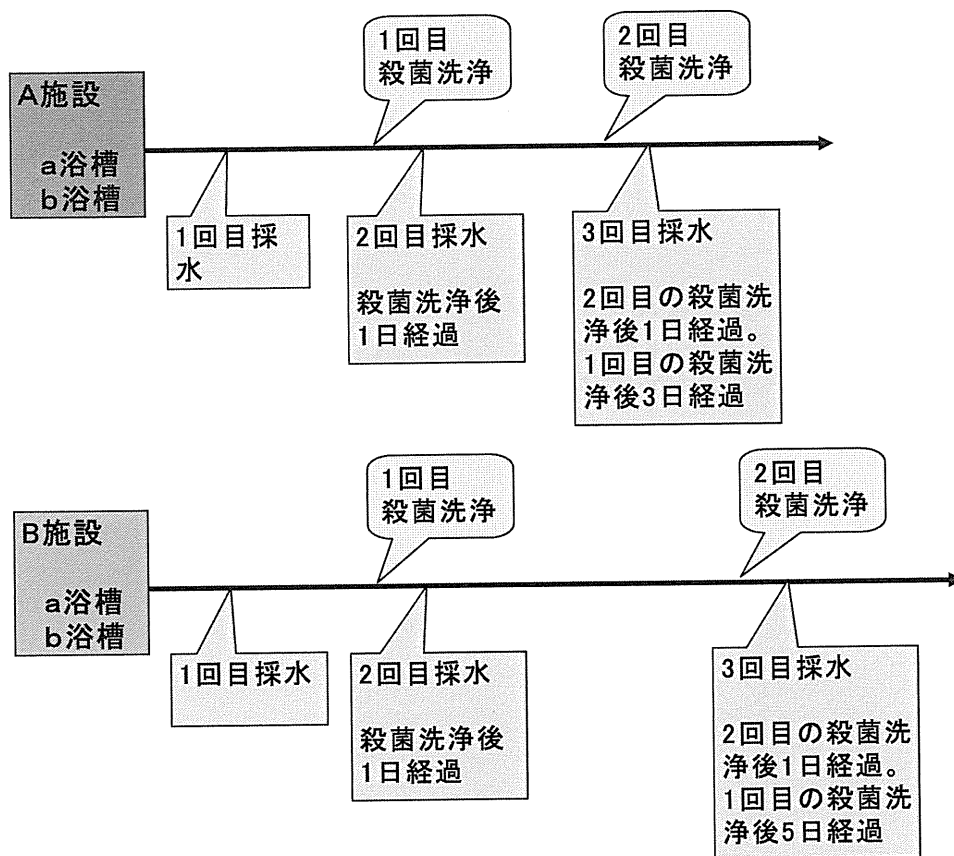 1回目
殺菌洗浄
2回目
殺菌洗浄
A施設
a浴槽
b浴槽
1回目採
水
2回目採水
殺菌洗浄後
1日経過
3回目採水
2回目の殺菌洗
浄後1日経過。
1回目の殺菌洗
浄後3日経過
1回目
殺菌洗浄
2回目
殺菌洗浄
B施設
a浴槽
b浴槽
1回目採水
2回目採水
殺菌洗浄後
1日経過
3回目採水
2回目の殺菌洗
浄後1日経過。
1回目の殺菌洗
浄後5日経過